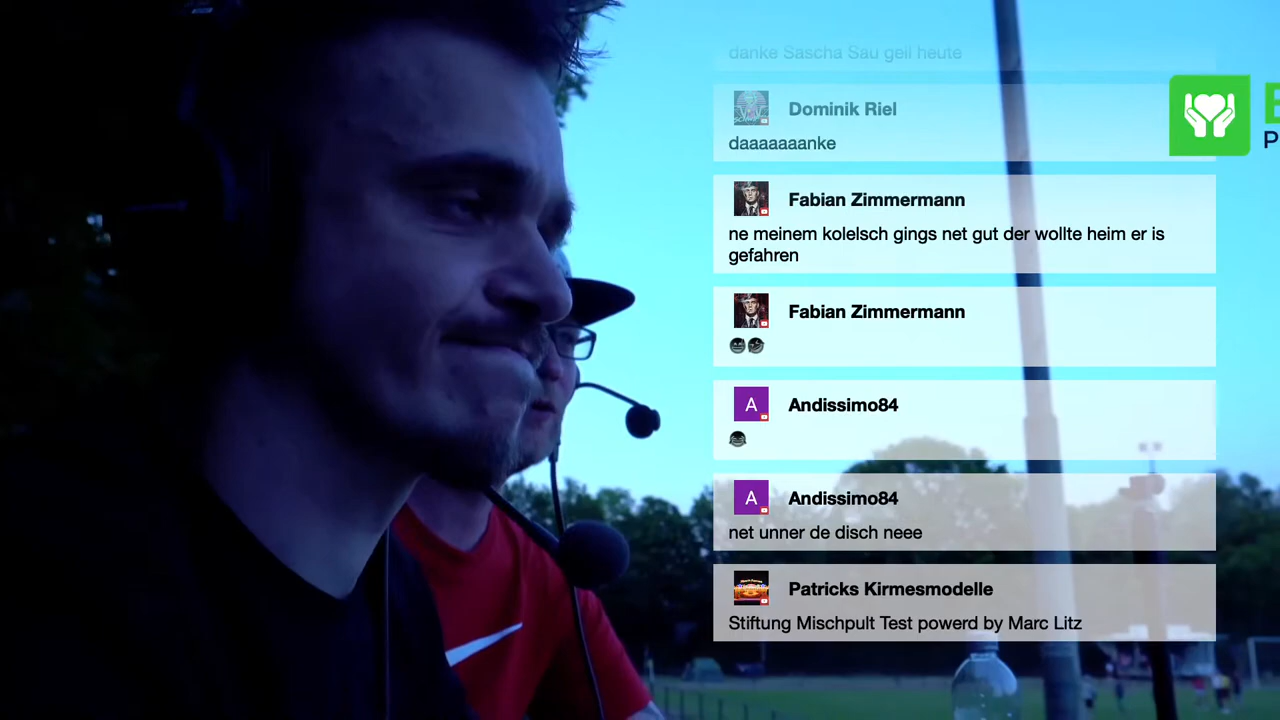 danke Sascha Sau geil heute
Dominik Riel
daaaaaaanke
Fabian Zimmermann
ne meinem kolelsch gings net gut der wollte heim er is
gefahren
Fabian Zimmermann
A
Andissimo84
A
Andissimo84
net unner de disch neee
Patricks Kirmesmodelle
Stiftung Mischpult Test powerd by Marc Litz